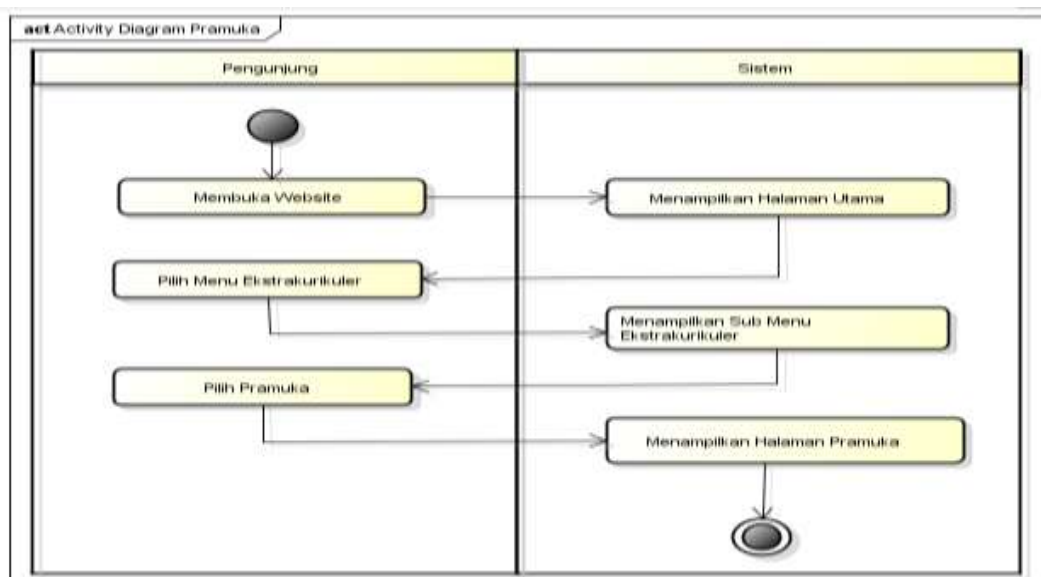 act Activity Diagram Pramuka
Pengunjung
Sistem
Membuka Website
Menampilkan Halaman Utama
Pilih Menu Ekstrakurikuler
Menampilkan Sub Menu
Ekstrakurikuler
Pilih Pramuka
Menampilkan Halaman Pramuka